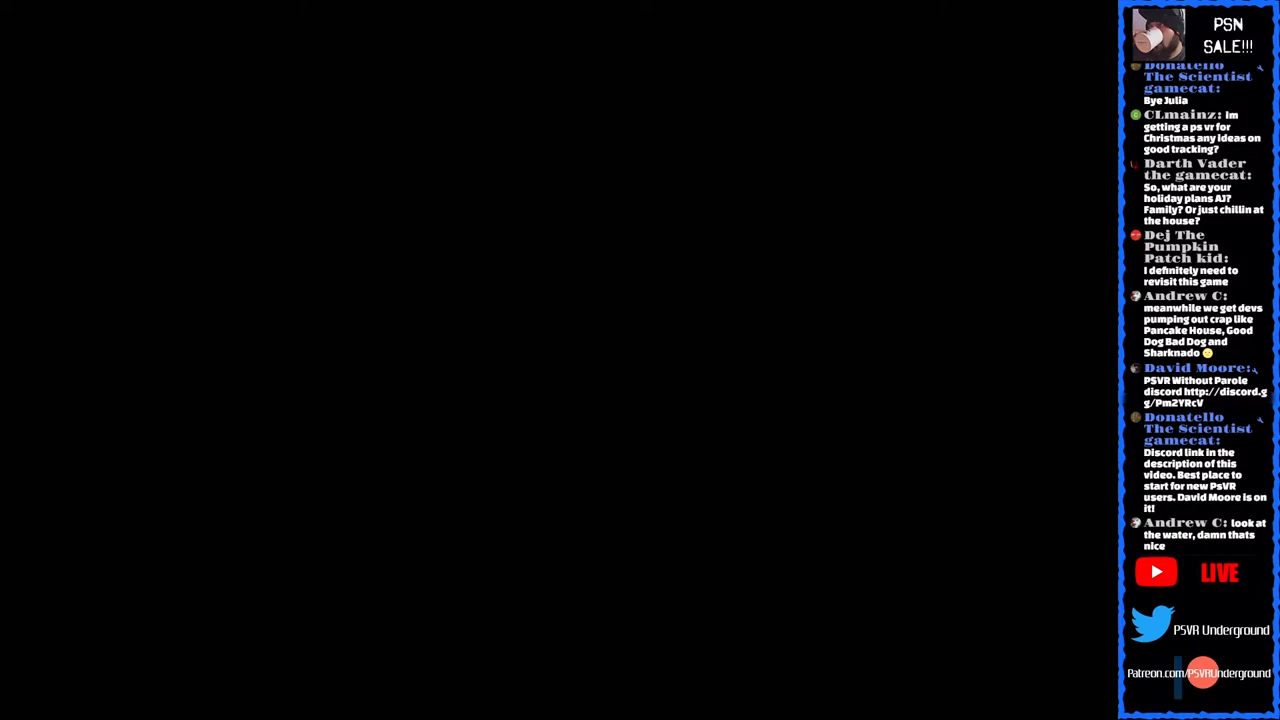 PSN
SALE!!!
Donatello
The Scientist
gamecat:
Bye Julia
CLmainz: Im
getting a ps vr for
Christmas any ideas on
good tracking?
Darth Vader
the gamecat:
So, what are your
holiday plans AJ?
Family? Or just chillin at
the house?
Dej The
Pumpkin
Patch kid:
I definitely need to
revisit this game
Andrew C:
meanwhile we get devs
pumping out crap like
Pancake House, Good
Dog Bad Dog and
Sharknado
David Moore:
PSVR Without Parole
discord http://discord.g
g/Pm2YRcV
Donatello
The Scientist
gamecat:
Discord link in the
description of this
video. Best place to
start for new PsVR
users. David Moore is on
it!
Andrew C: look at
the water, damn thats
nice
LIVE
PSVR Underground
Patreon.com/PSVRUnderground